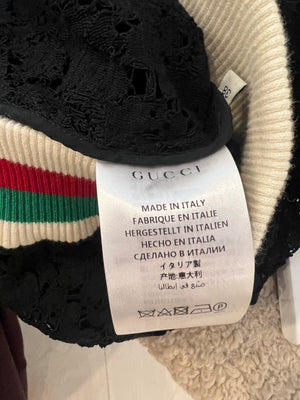 GUCCI
MADE IN ITALY
FABRIQUE EN ITALIE
HERGESTELLT IN ITALIEN
HECHO EN ITALIA
СДЕЛАНО В ИТАЛИИ
イタリア製
产地:意大利
صنع في إيطاليا